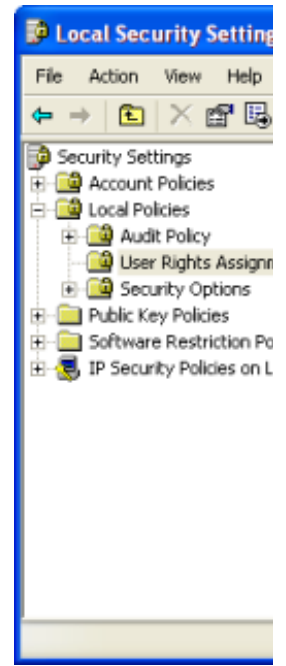 Local Security Setting
File Action View Help
Security Settings
Account Policies
Local Policies
Audit Policy
User Rights Assignm
Security Options
Public Key Policies
Software Restriction Po
IP Security Policies on L